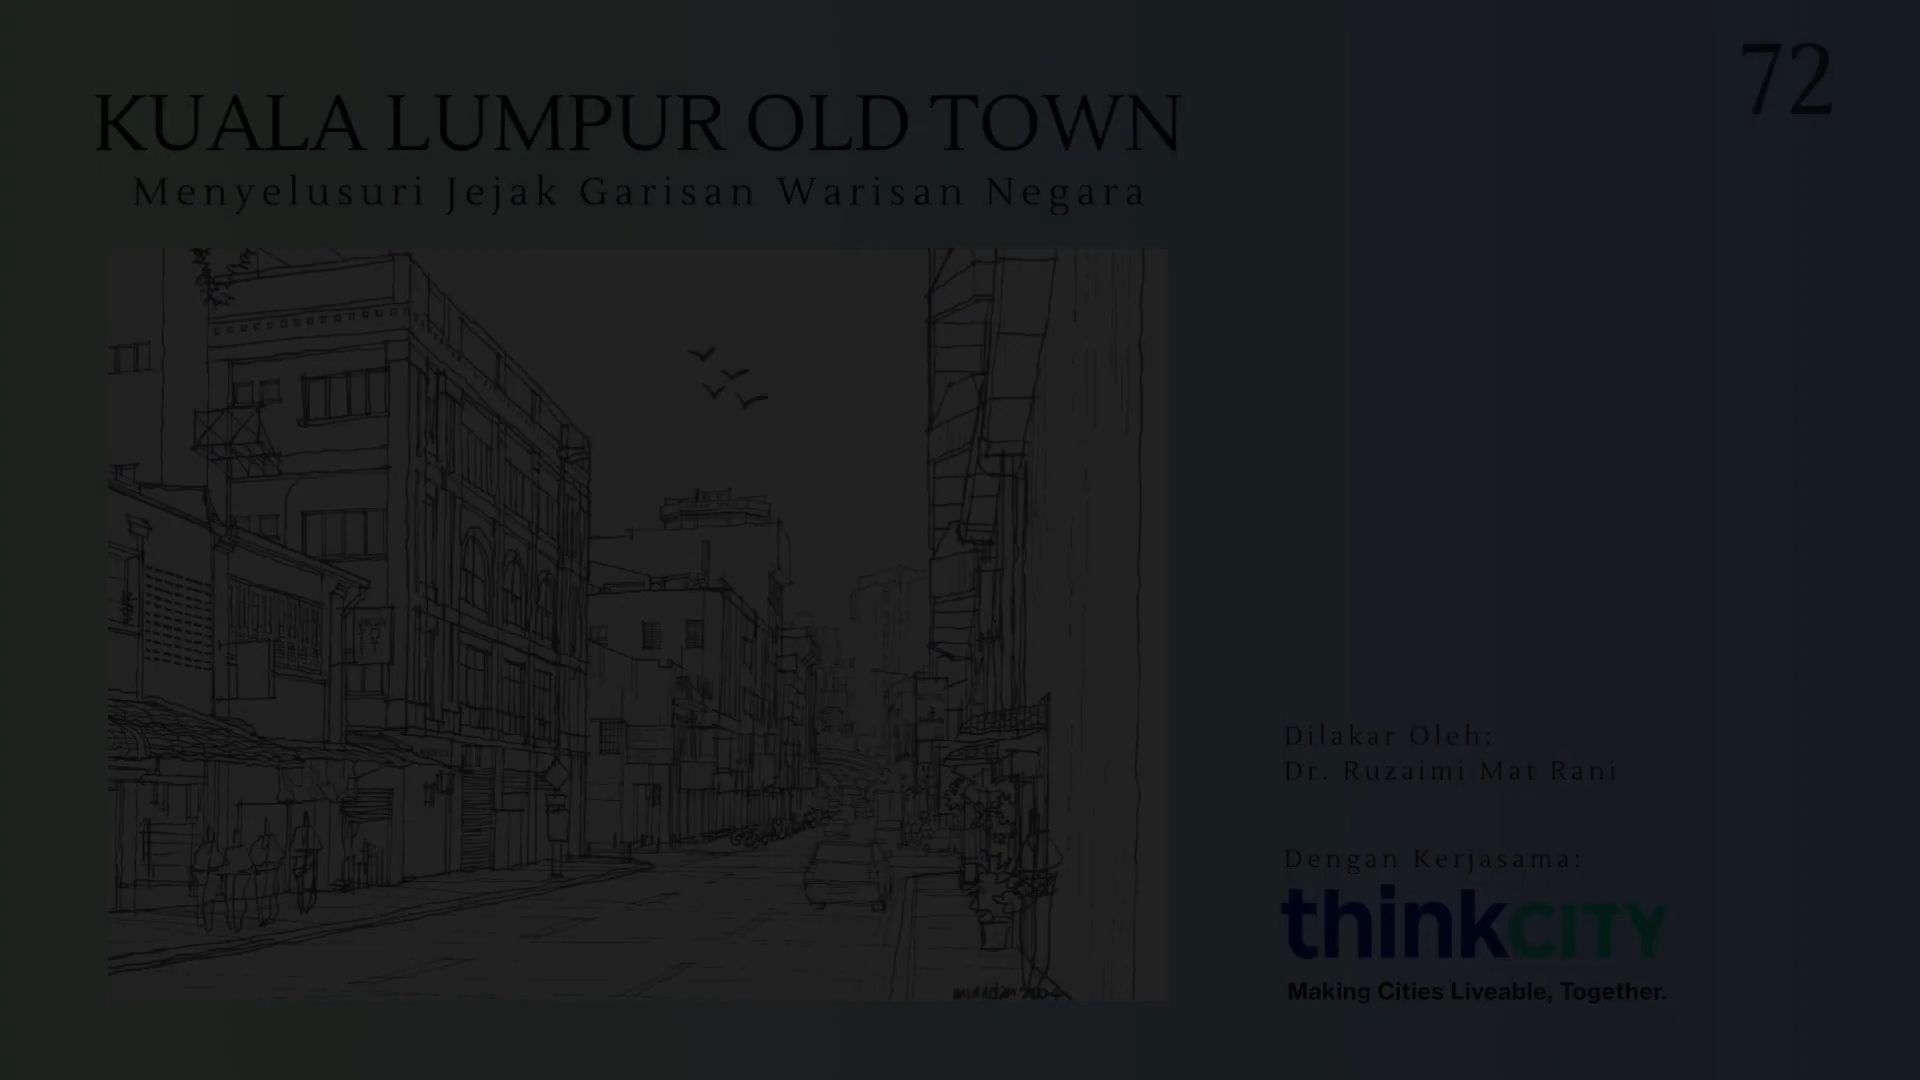 72
KUALA LUMPUR OLD TOWN
Menyelusuri Jejak Garisan Warisan Negara
Dilakar Oleh:
Dr. Ruzaimi Mat Rani
Dengan Kerjasama:
thinkCITY
Making Cities Liveable, Together.